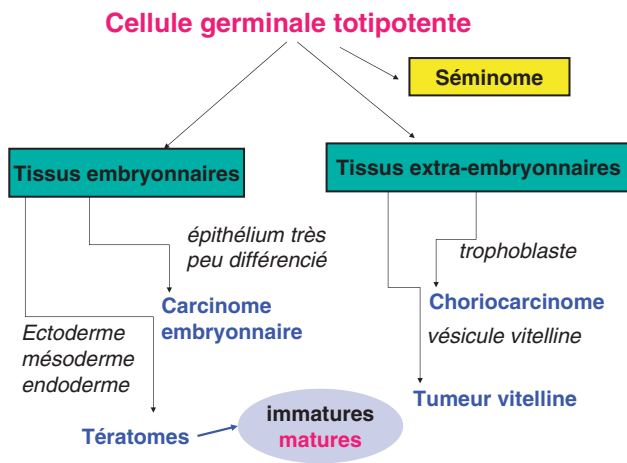 Cellule germinale totipotente
Séminome
Tissus embryonnaires
Tissus extra-embryonnaires
épithélium très
peu différencié
trophoblaste
Carcinome
embryonnaire
Choriocarcinome
Ectoderme
mésoderme
endoderme
vésicule vitelline
Tumeur vitelline
Tératomes
immatures
matures